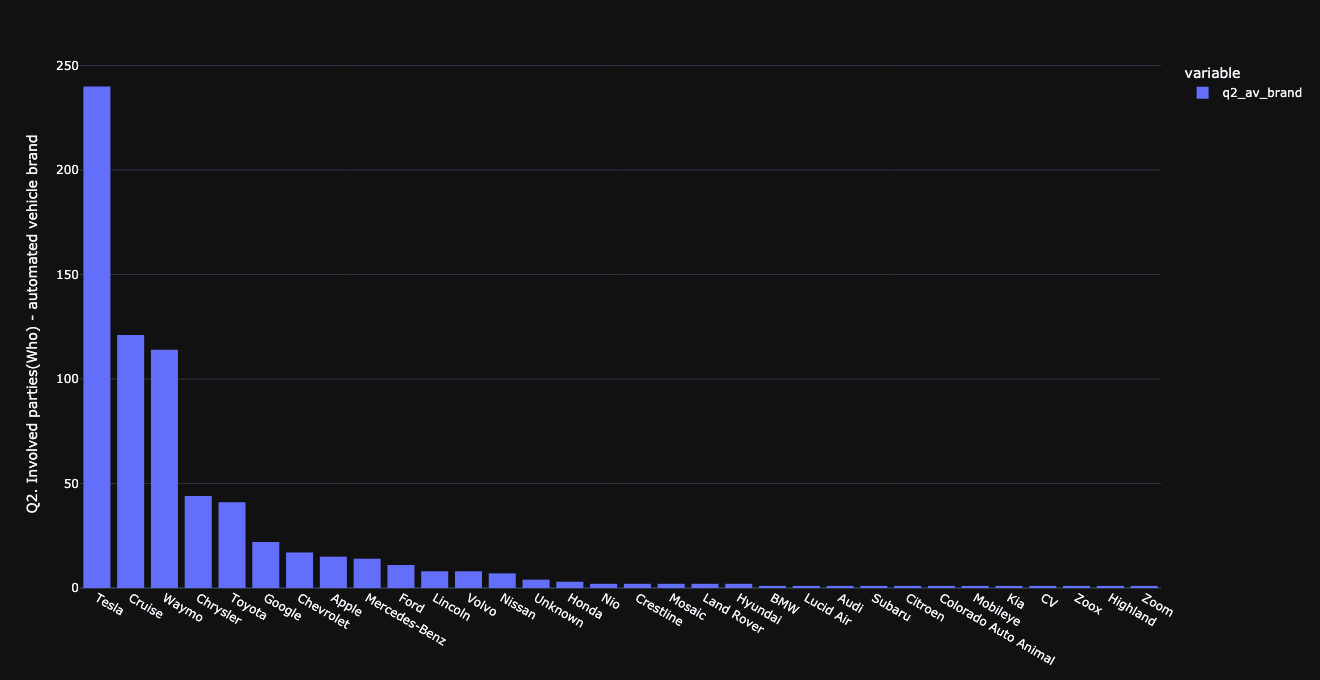 250
200
150
100
50
0
Q2. Involved parties(Who) - automated vehicle brand
Tesla
Cruise
Waymo
Chrysler
Toyota
Google
Chevrolet
Apple
Mercedes-Benz
Ford
Lincoln
Volvo
Nissan
Unknown
Honda
Nio
Crestline
Mosaic
Land Rover
Hyundai
BMW
Lucid Air
Audi
Subaru
Citroen
Colorado Auto Animal
Mobileye
Kia
CV
Zoox
Highland
Zoom
variable
q2_av_brand